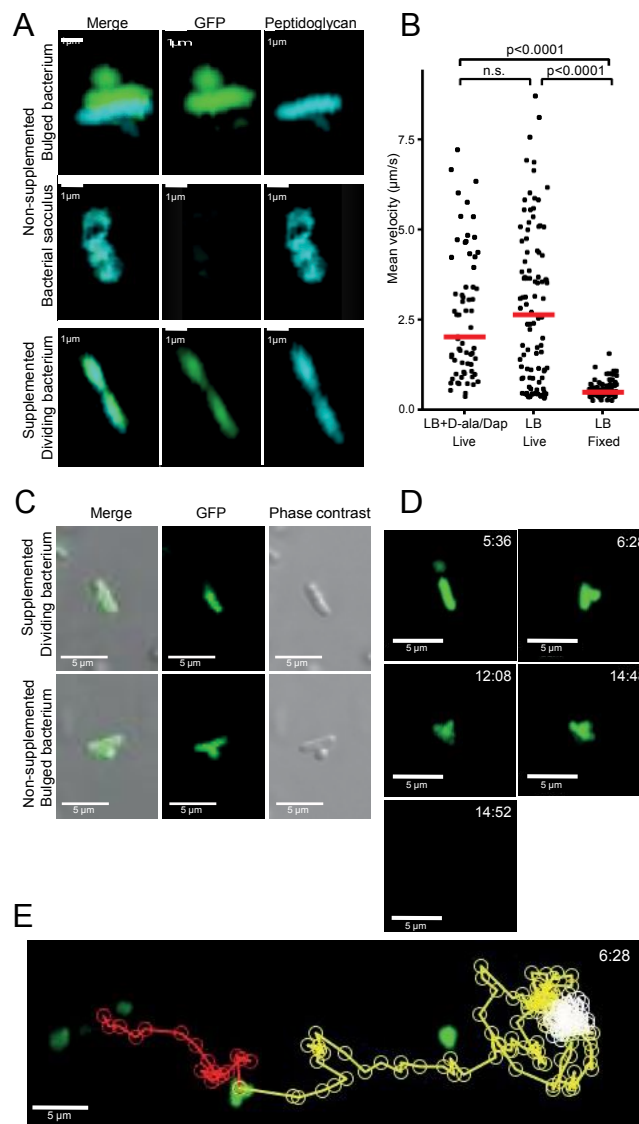 A
Merge
GFP
Peptidoglycan
Non-supplemented
Bulged bacterium
Bacterial sacculus
Supplemented
Dividing bacterium
1µm
1µm
1µm
1µm
1µm
1µm
1µm
1µm
1µm
B
p<0.0001
n.s.
p<0.0001
Mean velocity (µm/s)
7.5
5.0
2.5
0.0
LB+D-ala/Dap
Live
LB
Live
LB
Fixed
C
Merge
GFP
Phase contrast
Supplemented
Dividing bacterium
5 µm
5 µm
5 µm
Non-supplemented
Bulged bacterium
5 µm
5 µm
5 µm
D
5:36
5 µm
6:28
5 µm
12:08
5 µm
5 µm
14:52
5 µm
E
6:28
5 µm